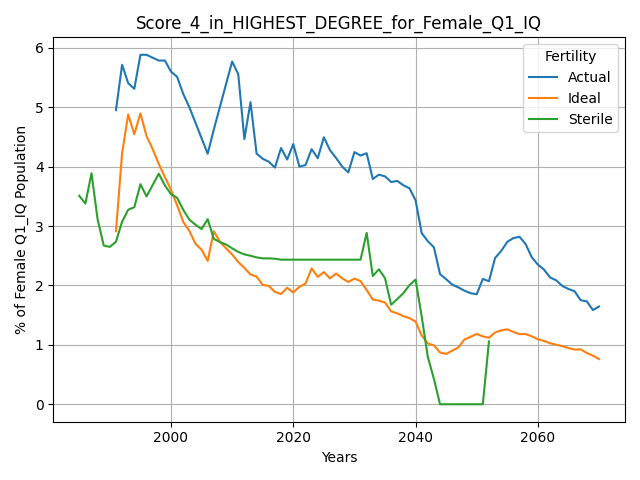 Score_4_in_HIGHEST_DEGREE_for_Female_Q1_IQ
Fertility
Actual
Ideal
Sterile
% of Female Q1_IQ Population
6
5
4
3
2
1
0
2000 2020 2040 2060
Years